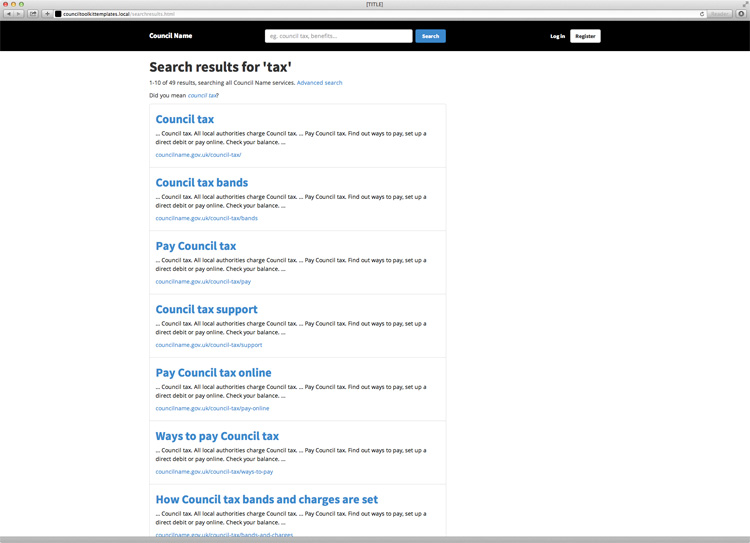 [TITLE]
counciltoolkittemplates.local/searchresults.html
Reader
Council Name
eg. council tax, benefits...
Search
Log in
Register
Search results for 'tax'
1-10 of 49 results, searching all Council Name services. Advanced search
Did you mean council tax?
Council tax
... Council tax. All local authorities charge Council tax. ... Pay Council tax. Find out ways to pay, set up a
direct debit or pay online. Check your balance. ...
councilname.gov.uk/council-tax/
Council tax bands
... Council tax. All local authorities charge Council tax. ... Pay Council tax. Find out ways to pay, set up a
direct debit or pay online. Check your balance. ...
councilname.gov.uk/council-tax/bands
Pay Council tax
... Council tax. All local authorities charge Council tax. ... Pay Council tax. Find out ways to pay, set up a
direct debit or pay online. Check your balance. ...
councilname.gov.uk/council-tax/pay
Council tax support
... Council tax. All local authorities charge Council tax. ... Pay Council tax. Find out ways to pay, set up a
direct debit or pay online. Check your balance. ...
councilname.gov.uk/council-tax/support
Pay Council tax online
... Council tax. All local authorities charge Council tax. ... Pay Council tax. Find out ways to pay, set up a
direct debit or pay online. Check your balance. ...
councilname.gov.uk/council-tax/pay-online
Ways to pay Council tax
... Council tax. All local authorities charge Council tax. ... Pay Council tax. Find out ways to pay, set up a
direct debit or pay online. Check your balance. ...
councilname.gov.uk/council-tax/ways-to-pay
How Council tax bands and charges are set
... Council tax. All local authorities charge Council tax. ... Pay Council tax. Find out ways to pay, set up a
direct debit or pay online. Check your balance. ...
councilname.gov.uk/council-tax/bands-and-charges